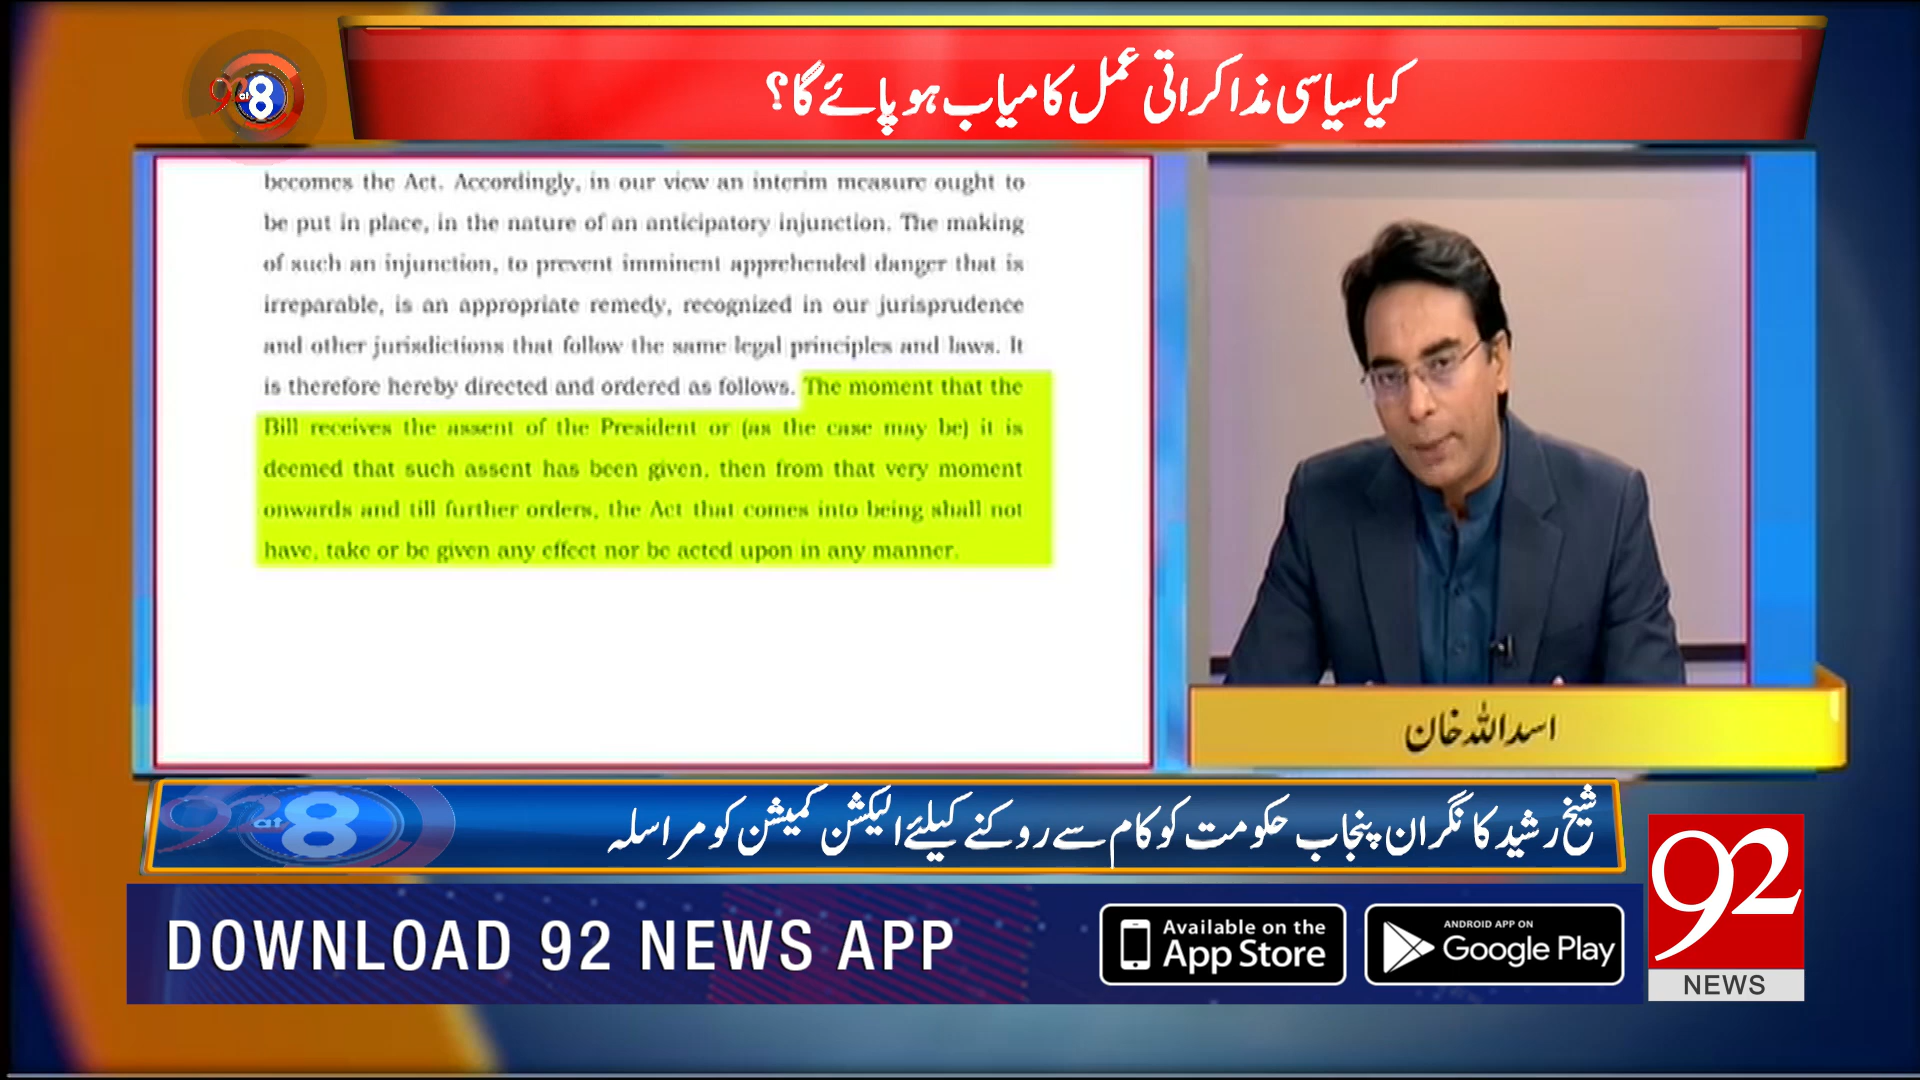 92 at 8
کیا سیاسی مذاکراتی عمل کامیاب ہو پائے گا؟
becomes the Act. Accordingly, in our view an interim measure ought to
be put in place, in the nature of an anticipatory injunction. The making
of such an injunction, to prevent imminent apprehended danger that is
irreparable, is an appropriate remedy, recognized in our jurisprudence
and other jurisdictions that follow the same legal principles and laws. It
is therefore hereby directed and ordered as follows. The moment that the
Bill receives the assent of the President or (as the case may be) it is
deemed that such assent has been given, then from that very moment
onwards and till further orders, the Act that comes into being shall not
have, take or be given any effect nor be acted upon in any manner.
اسد اللہ خان
92 at 8
شیخ رشید کا نگران پنجاب حکومت کو کام سے روکنے کیلئے الیکشن کمیشن کو مراسلہ
DOWNLOAD 92 NEWS APP
Available on the
App Store
ANDROID APP ON
Google Play
92
NEWS